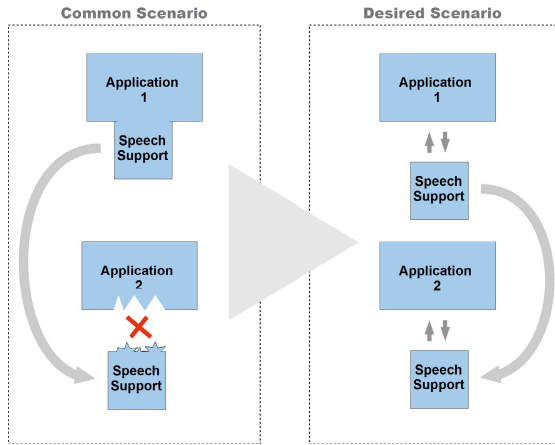 Common Scenario
Application
1
Speech
Support
Application
2
Speech
Support
Desired Scenario
Application
1
Speech
Support
Application
2
Speech
Support